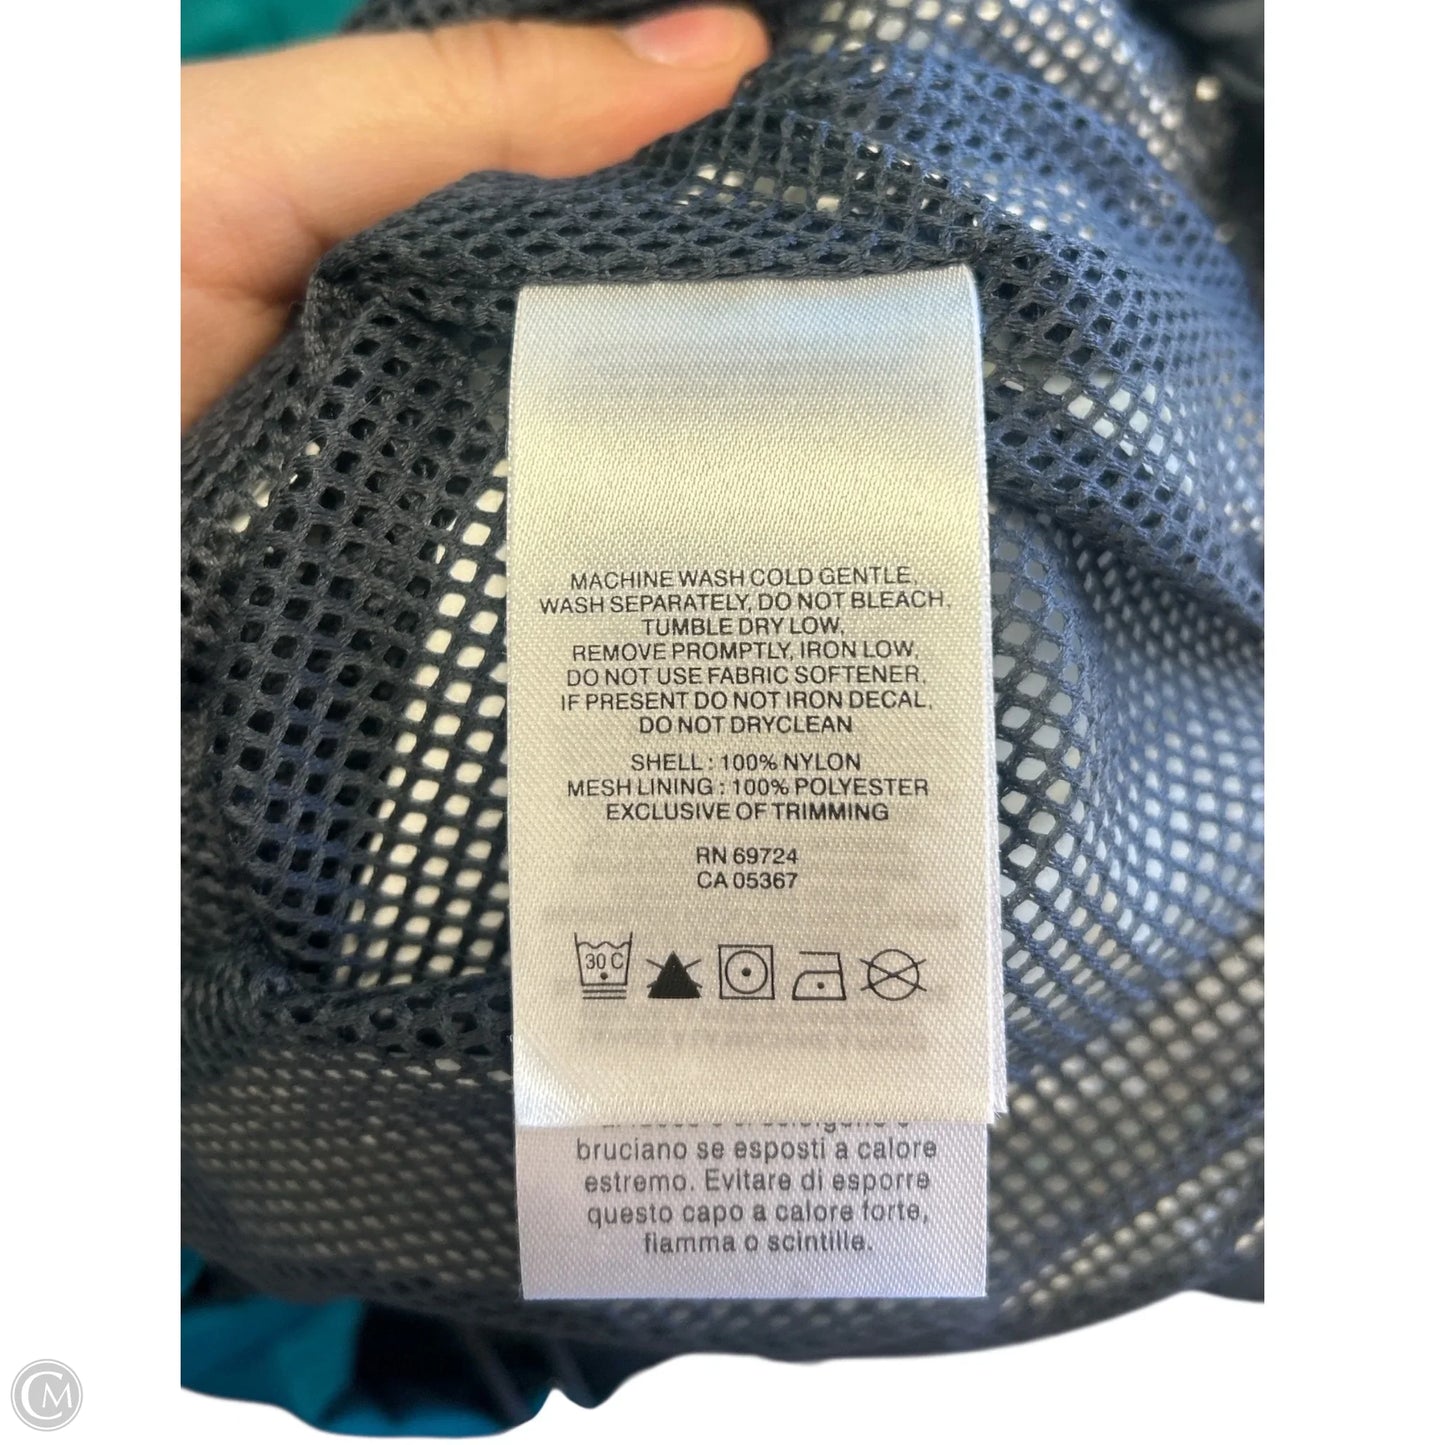 MACHINE WASH COLD GENTLE,
WASH SEPARATELY, DO NOT BLEACH,
TUMBLE DRY LOW,
REMOVE PROMPTLY, IRON LOW,
DO NOT USE FABRIC SOFTENER,
IF PRESENT DO NOT IRON DECAL,
DO NOT DRYCLEAN
SHELL : 100% NYLON
MESH LINING : 100% POLYESTER
EXCLUSIVE OF TRIMMING
RN 69724
CA 05367
30 C
bruciano se esposti a calore
estremo. Evitare di esporre
questo capo a calore forte,
fiamma o scintille.
CM